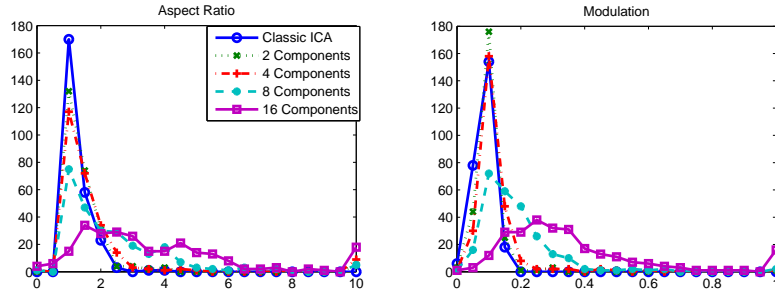 Aspect Ratio
180
160
140
120
100
80
60
40
20
0
0 2 4 6 8 10
Classic ICA
2 Components
4 Components
8 Components
16 Components
Modulation
180
160
140
120
100
80
60
40
20
0
0 0.2 0.4 0.6 0.8